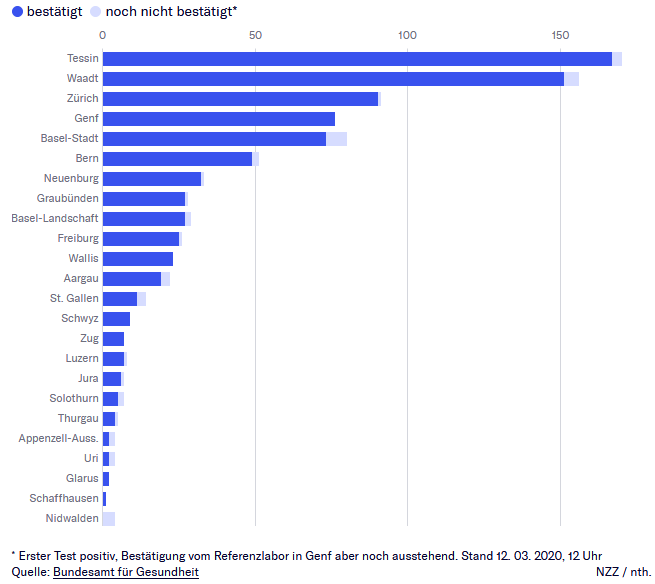 bestätigt noch nicht bestätigt*
0 50 100 150
Tessin
Waadt
Zürich
Genf
Basel-Stadt
Bern
Neuenburg
Graubünden
Basel-Landschaft
Freiburg
Wallis
Aargau
St. Gallen
Schwyz
Zug
Luzern
Jura
Solothurn
Thurgau
Appenzell-Auss.
Uri
Glarus
Schaffhausen
Nidwalden
* Erster Test positiv, Bestätigung vom Referenzlabor in Genf aber noch ausstehend. Stand 12. 03. 2020, 12 Uhr
Quelle: Bundesamt für Gesundheit NZZ / nth.